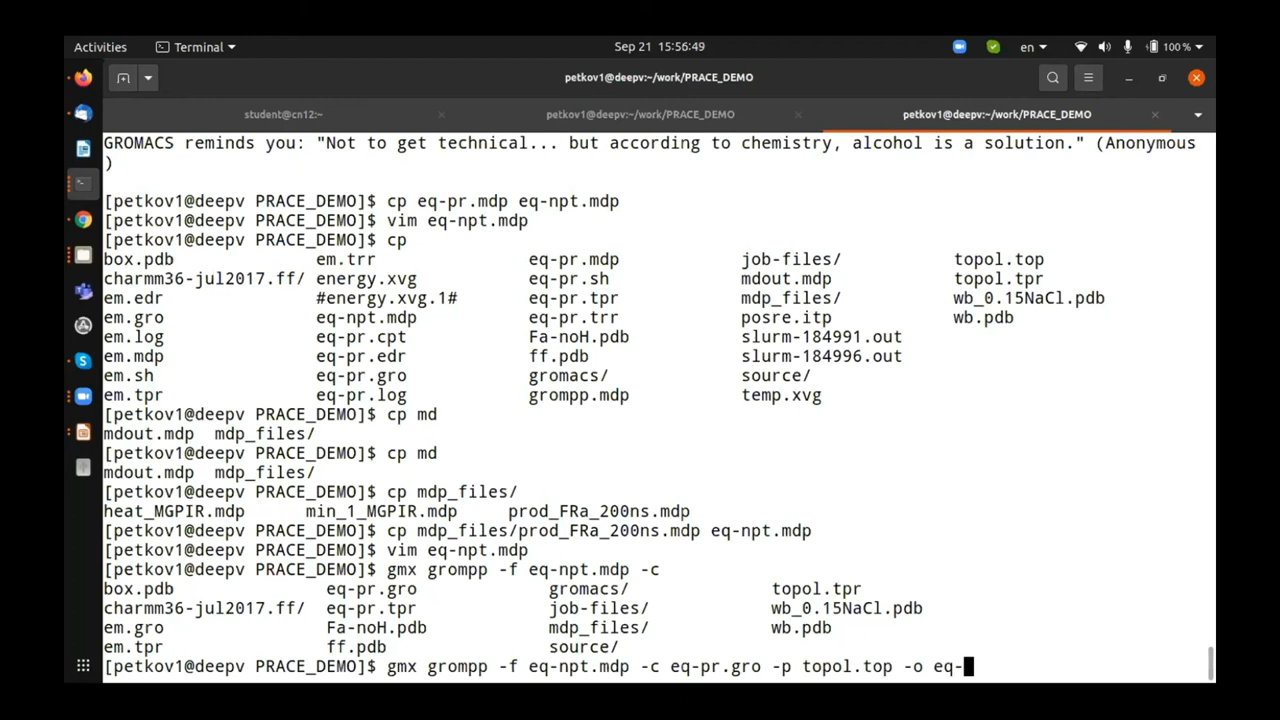 Activities Terminal Sep 21 15:56:49 en 100 %
petkov1@deepv:~/work/PRACE_DEMO
student@cn12:~ petkov1@deepv:~/work/PRACE_DEMO petkov1@deepv:~/work/PRACE_DEMO
GROMACS reminds you: "Not to get technical... but according to chemistry, alcohol is a solution." (Anonymous
)
[petkov1@deepv PRACE_DEMO]$ cp eq-pr.mdp eq-npt.mdp
[petkov1@deepv PRACE_DEMO]$ vim eq-npt.mdp
[petkov1@deepv PRACE_DEMO]$ cp
box.pdb em.trr eq-pr.mdp job-files/ topol.top
charmm36-jul2017.ff/ energy.xvg eq-pr.sh mdout.mdp topol.tpr
em.edr #energy.xvg.1# eq-pr.tpr mdp_files/ wb_0.15NaCl.pdb
em.gro eq-npt.mdp eq-pr.trr posre.itp wb.pdb
em.log eq-pr.cpt Fa-noH.pdb slurm-184991.out
em.mdp eq-pr.edr ff.pdb slurm-184996.out
em.sh eq-pr.gro gromacs/ source/
em.tpr eq-pr.log grompp.mdp temp.xvg
[petkov1@deepv PRACE_DEMO]$ cp md
mdout.mdp mdp_files/
[petkov1@deepv PRACE_DEMO]$ cp md
mdout.mdp mdp_files/
[petkov1@deepv PRACE_DEMO]$ cp mdp_files/
heat_MGPIR.mdp min_1_MGPIR.mdp prod_FRa_200ns.mdp
[petkov1@deepv PRACE_DEMO]$ cp mdp_files/prod_FRa_200ns.mdp eq-npt.mdp
[petkov1@deepv PRACE_DEMO]$ vim eq-npt.mdp
[petkov1@deepv PRACE_DEMO]$ gmx grompp -f eq-npt.mdp -c
box.pdb eq-pr.gro gromacs/ topol.tpr
charmm36-jul2017.ff/ eq-pr.tpr job-files/ wb_0.15NaCl.pdb
em.gro Fa-noH.pdb mdp_files/ wb.pdb
em.tpr ff.pdb source/
[petkov1@deepv PRACE_DEMO]$ gmx grompp -f eq-npt.mdp -c eq-pr.gro -p topol.top -o eq-